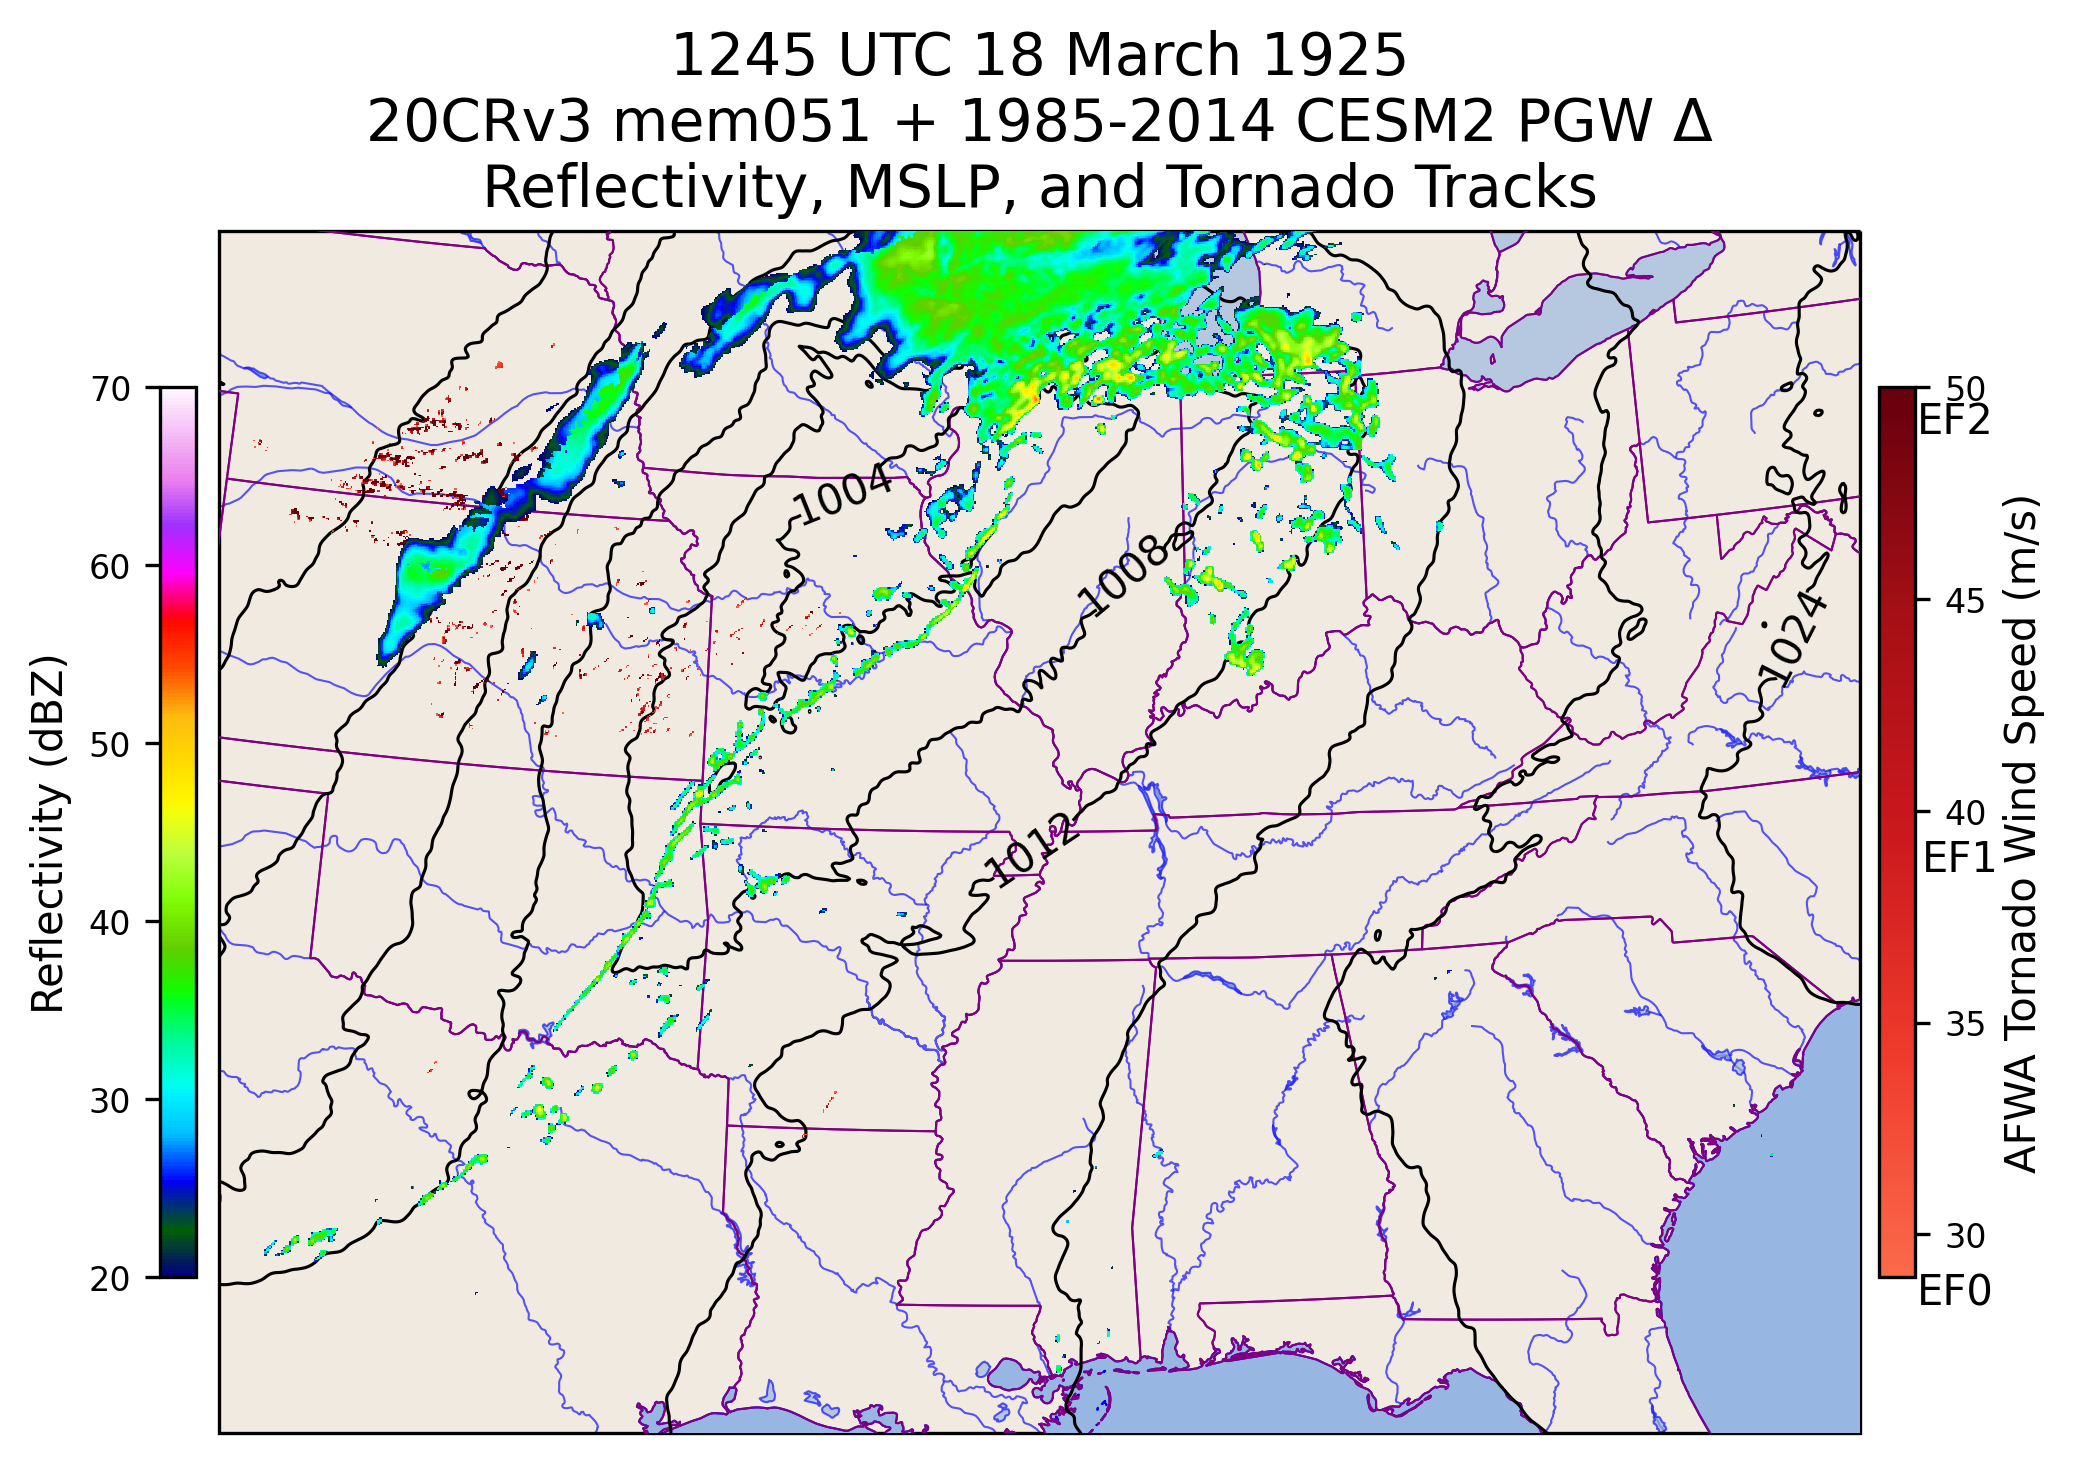 1245 UTC 18 March 1925
20CRv3 mem051 + 1985-2014 CESM2 PGW Δ
Reflectivity, MSLP, and Tornado Tracks
70
60
50
40
30
20
Reflectivity (dBZ)
1004
1008
1012
1024
50
EF2
45
40
EF1
35
30
EF0
AFWA Tornado Wind Speed (m/s)